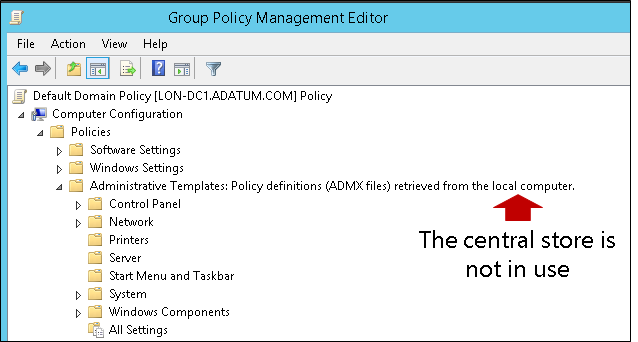 Group Policy Management Editor
File Action View Help
Default Domain Policy [LON-DC1.ADATUM.COM] Policy
Computer Configuration
Policies
Software Settings
Windows Settings
Administrative Templates: Policy definitions (ADMX files) retrieved from the local computer.
Control Panel
Network
Printers
Server
Start Menu and Taskbar
System
Windows Components
All Settings
The central store is
not in use